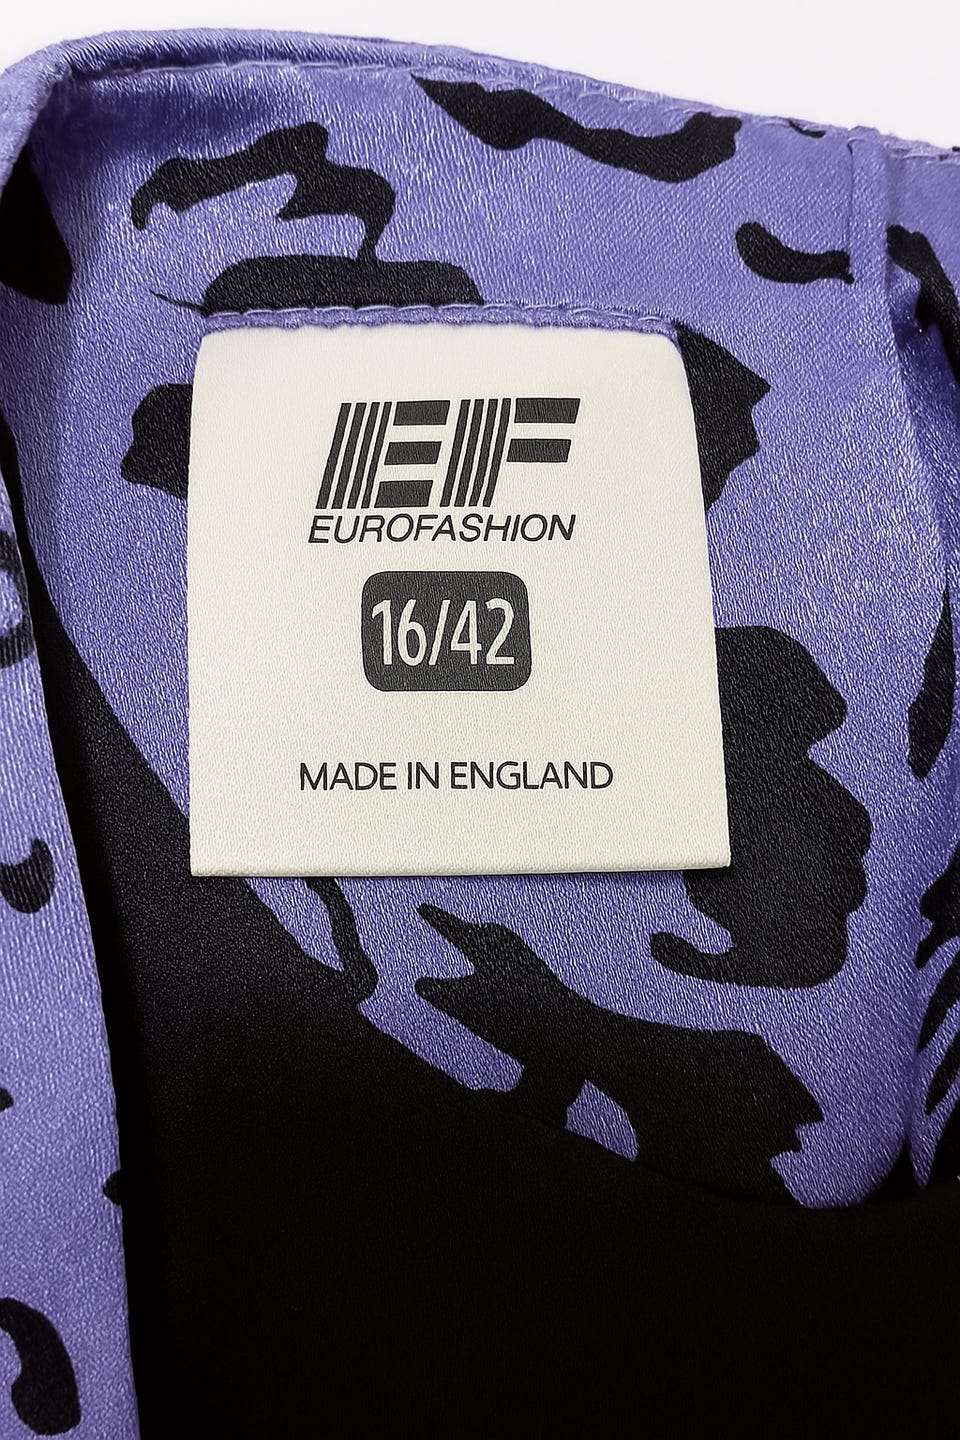 EF
EUROFASHION
16/42
MADE IN ENGLAND